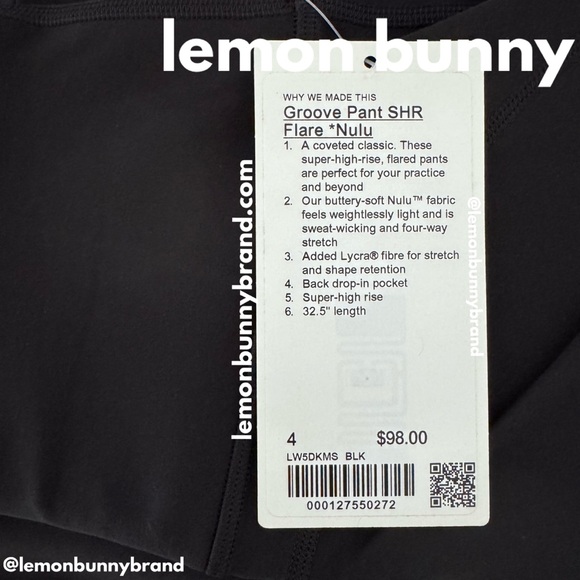 lemon bunny
WHY WE MADE THIS
Groove Pant SHR
Flare *Nulu
1. A coveted classic. These
super-high-rise, flared pants
are perfect for your practice
and beyond
2. Our buttery-soft Nulu™ fabric
feels weightlessly light and is
sweat-wicking and four-way
stretch
3. Added Lycra® fibre for stretch
and shape retention
4. Back drop-in pocket
5. Super-high rise
6. 32.5" length
lemonbunnybrand.com
@lemonbunnybrand
4 $98.00
LW5DKMS BLK
000127550272
@lemonbunnybrand